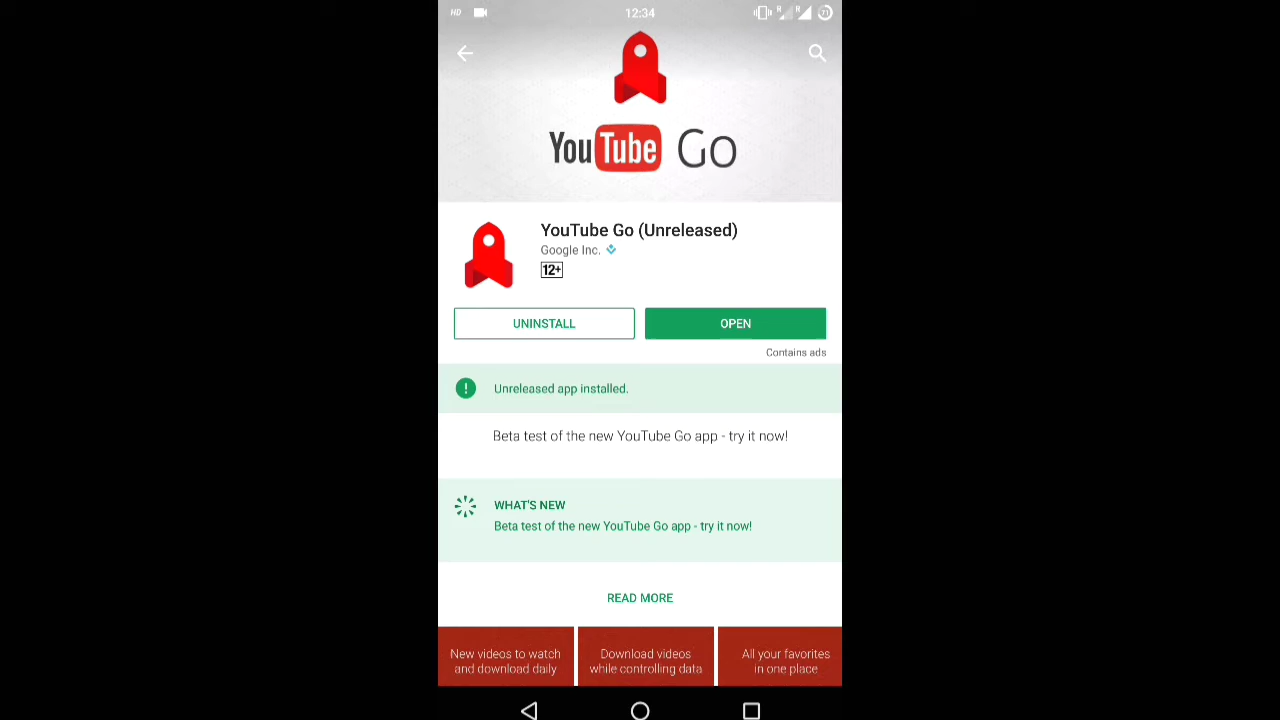 HD 12:34 R R 71
YouTube Go
YouTube Go (Unreleased)
Google Inc.
12+
UNINSTALL OPEN
Contains ads
! Unreleased app installed.
Beta test of the new YouTube Go app - try it now!
WHAT'S NEW
Beta test of the new YouTube Go app - try it now!
READ MORE
New videos to watch
and download daily
Download videos
while controlling data
All your favorites
in one place